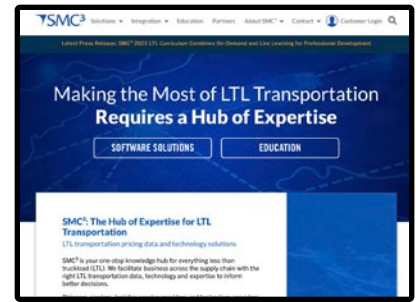 SMC³ Solutions Integration Education Partners About SMC³ Contact Customer Login
Latest Press Release: SMC³ 2022 LTL Curriculum Combines On-Demand and Live Learning for Professional Development
Making the Most of LTL Transportation
Requires a Hub of Expertise
SOFTWARE SOLUTIONS EDUCATION
SMC³: The Hub of Expertise for LTL
Transportation
LTL transportation pricing data and technology solutions
SMC³ is your one-stop knowledge hub for everything less than
truckload (LTL). We facilitate business across the supply chain with the
right LTL transportation data, technology and expertise to inform
better decisions.